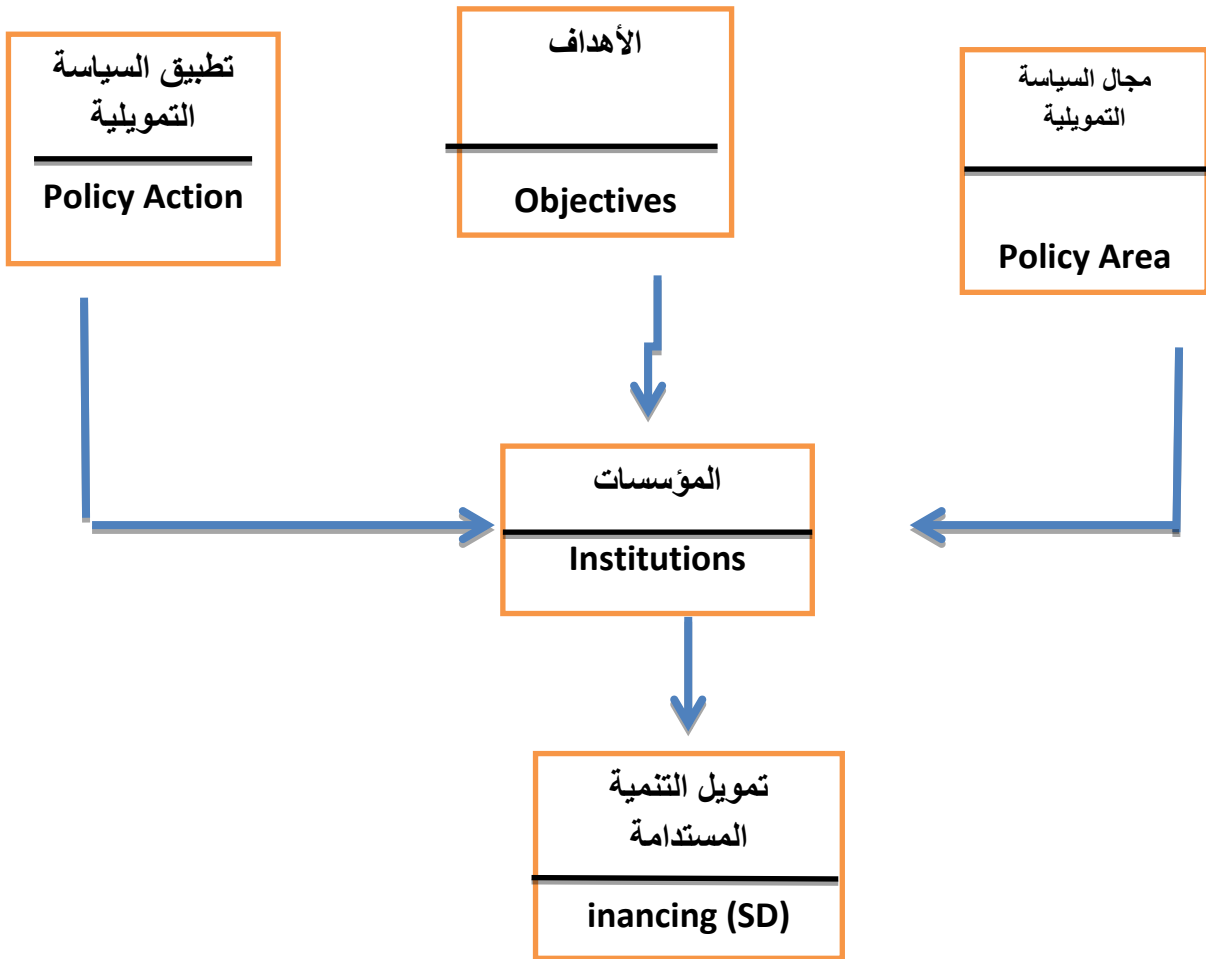 مجال السياسة
التمويلية
Policy Area
الأهداف
Objectives
تطبيق السياسة
التمويلية
Policy Action
المؤسسات
Institutions
تمويل التنمية
المستدامة
inancing (SD)